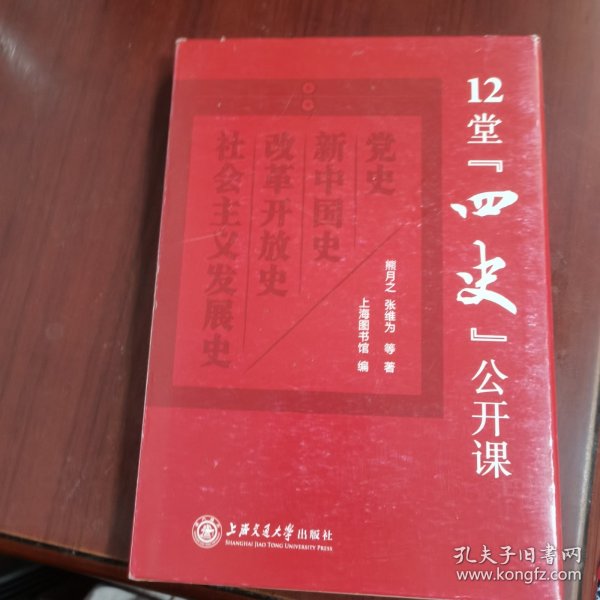 12堂『四史』公开课
党史
新中国史
改革开放史
社会主义发展史
熊月之 张维为 等 著
上海图书馆 编
上海交通大学出版社
SHANGHAI JIAO TONG UNIVERSITY PRESS
孔夫子旧书网
www.kongfz.com